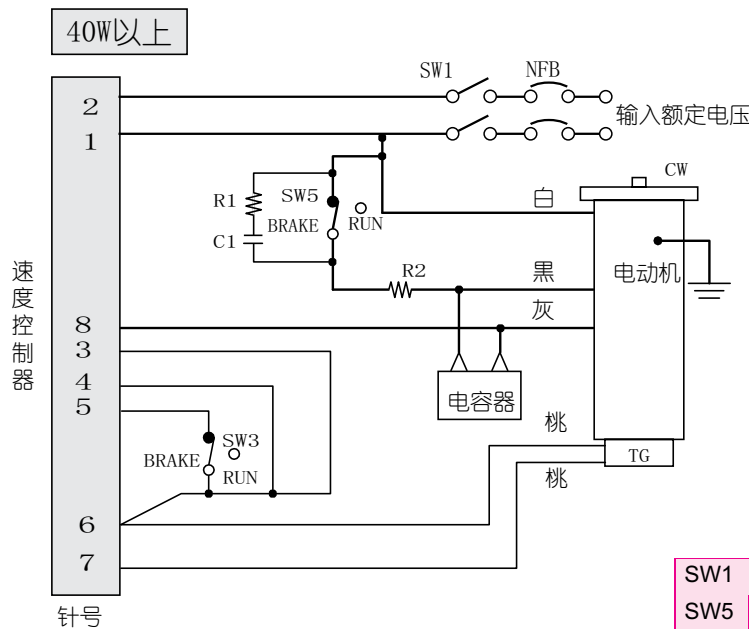 40W以上
SW1
NFB
2
输入额定电压
1
CW
R1
SW5
白
BRAKE
RUN
C1
R2
黑
电动机
速度控制器
灰
8
3
4
电容器
5
桃
SW3
BRAKE
RUN
TG
桃
6
7
SW1
SW5
针号